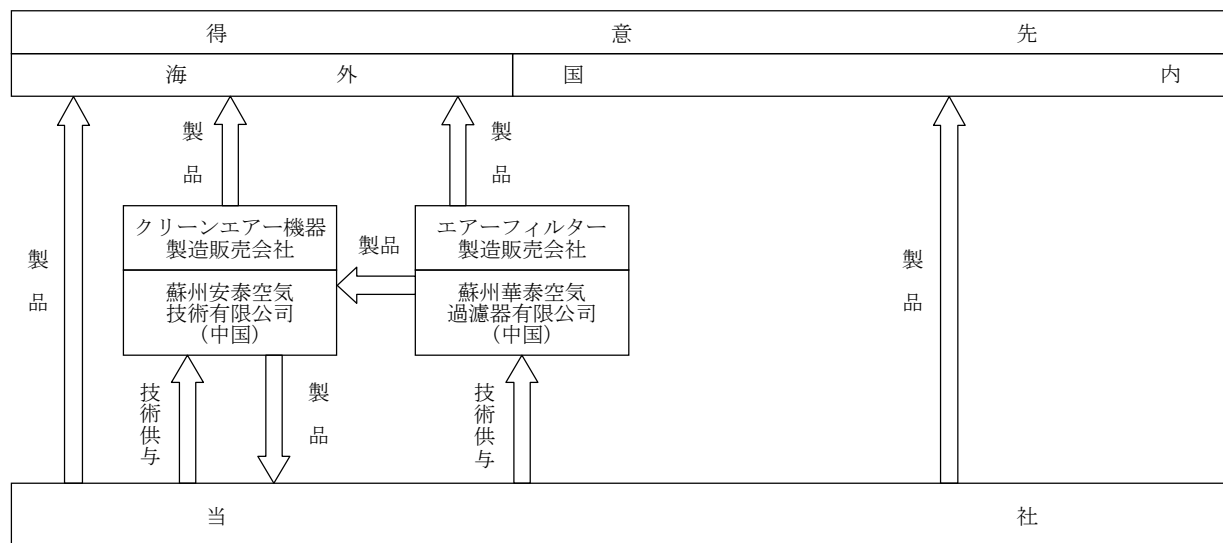 得意先
海外
国内
製品
製品
製品
クリーンエアー機器
製造販売会社
エアーフィルター
製造販売会社
製品
製品
蘇州安泰空気
技術有限公司
(中国)
蘇州華泰空気
過濾器有限公司
(中国)
技術供与
製品
技術供与
当社